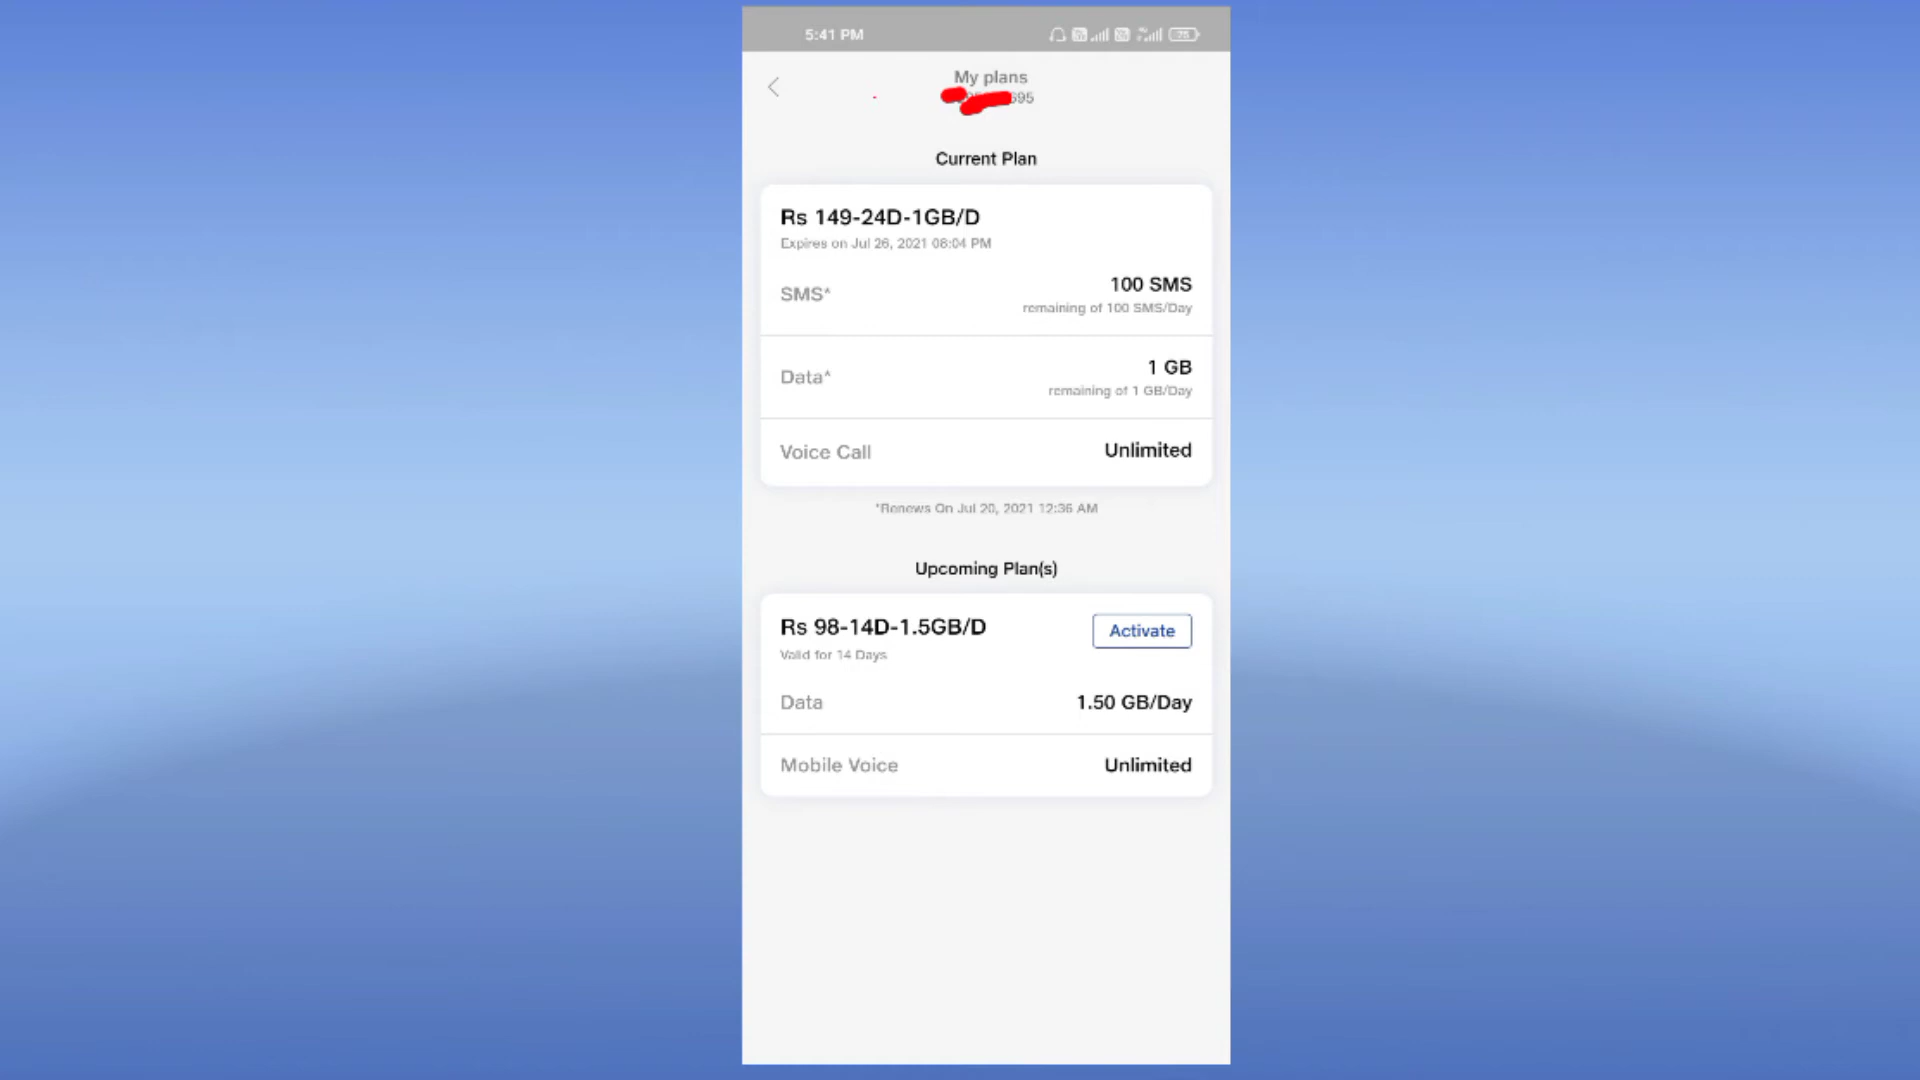 5:41 PM
75
My plans
695
Current Plan
Rs 149-24D-1GB/D
Expires on Jul 26, 2021 08:04 PM
SMS*
100 SMS
remaining of 100 SMS/Day
Data*
1 GB
remaining of 1 GB/Day
Voice Call
Unlimited
*Renews On Jul 20, 2021 12:36 AM
Upcoming Plan(s)
Rs 98-14D-1.5GB/D
Activate
Valid for 14 Days
Data
1.50 GB/Day
Mobile Voice
Unlimited